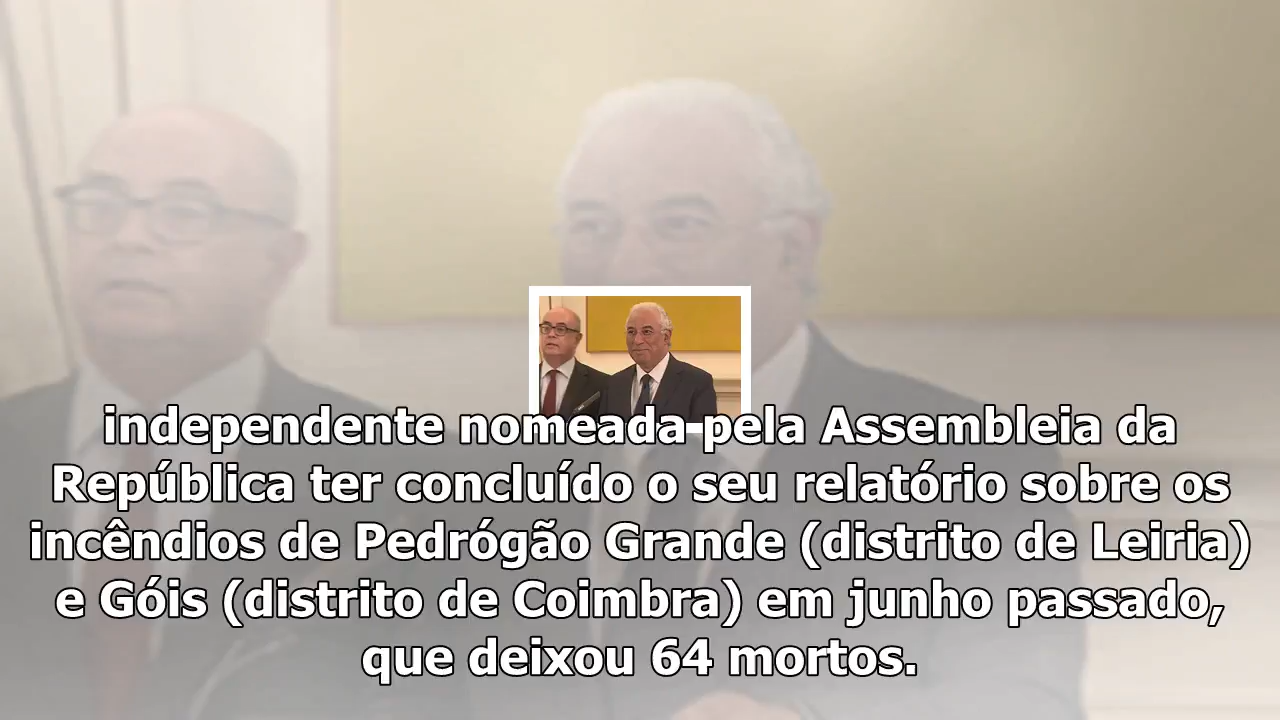 independente nomeada pela Assembleia da
República ter concluído o seu relatório sobre os
incêndios de Pedrógão Grande (distrito de Leiria)
e Góis (distrito de Coimbra) em junho passado,
que deixou 64 mortos.